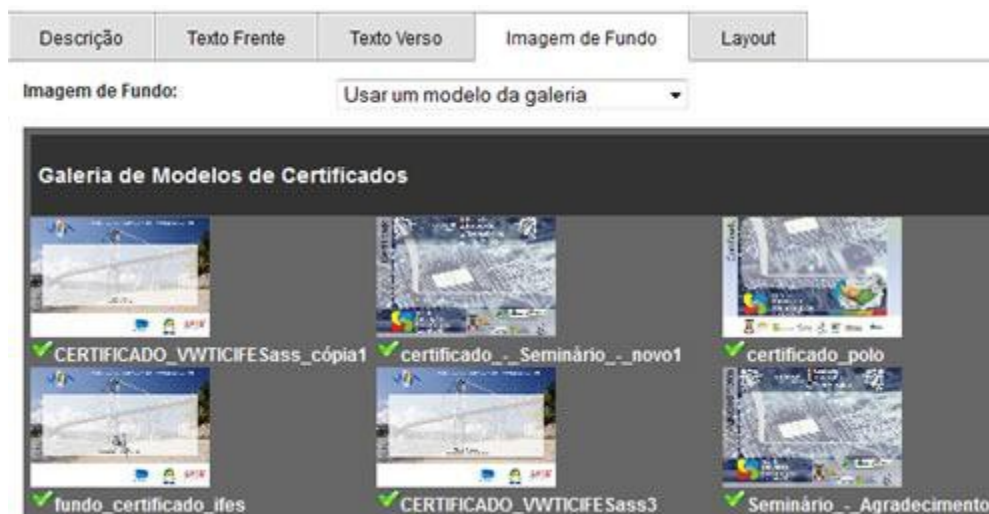 Descrição Texto Frente Texto Verso Imagem de Fundo Layout
Imagem de Fundo: Usar um modelo da galeria
Galeria de Modelos de Certificados
CERTIFICADO_VWTICIFESass_cópia1 certificado_-_Seminário_-_novo1 certificado_polo
fundo_certificado_ifes CERTIFICADO_VWTICIFESass3 Seminário_-_Agradecimento